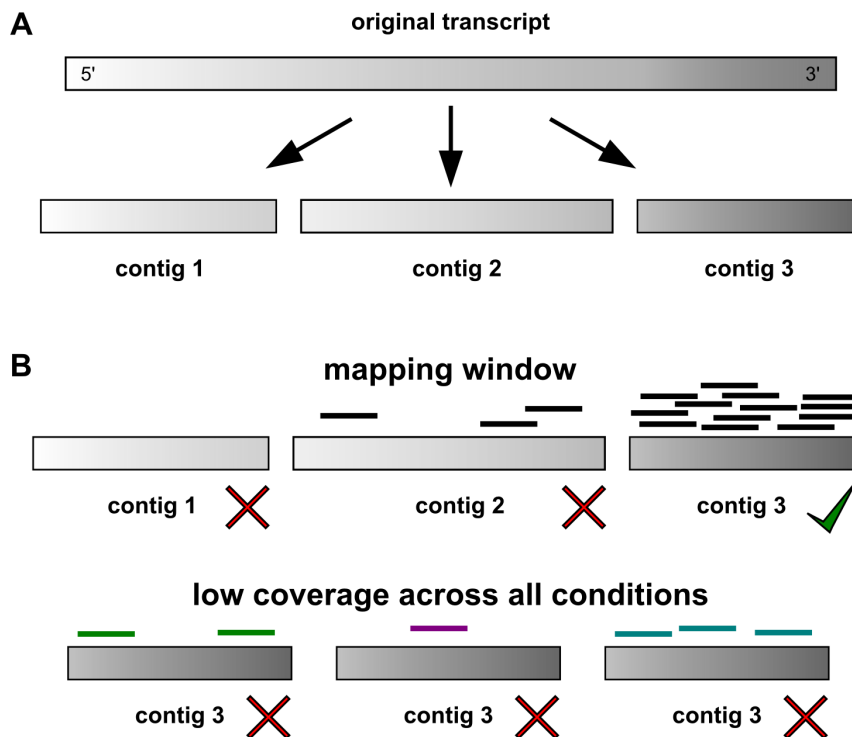 A
original transcript
5' 3'
contig 1 contig 2 contig 3
B
mapping window
contig 1 contig 2 contig 3
low coverage across all conditions
contig 3 contig 3 contig 3